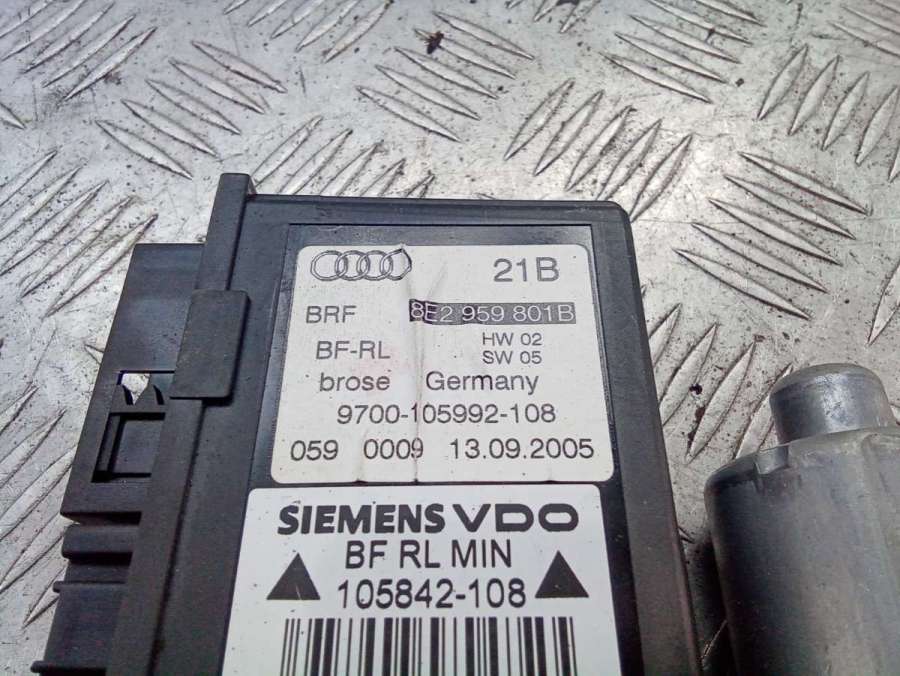 21B
BRF 8E2 959 801B
BF-RL HW 02
SW 05
brose Germany
9700-105992-108
059 0009 13.09.2005
SIEMENS VDO
BF RL MIN
105842-108